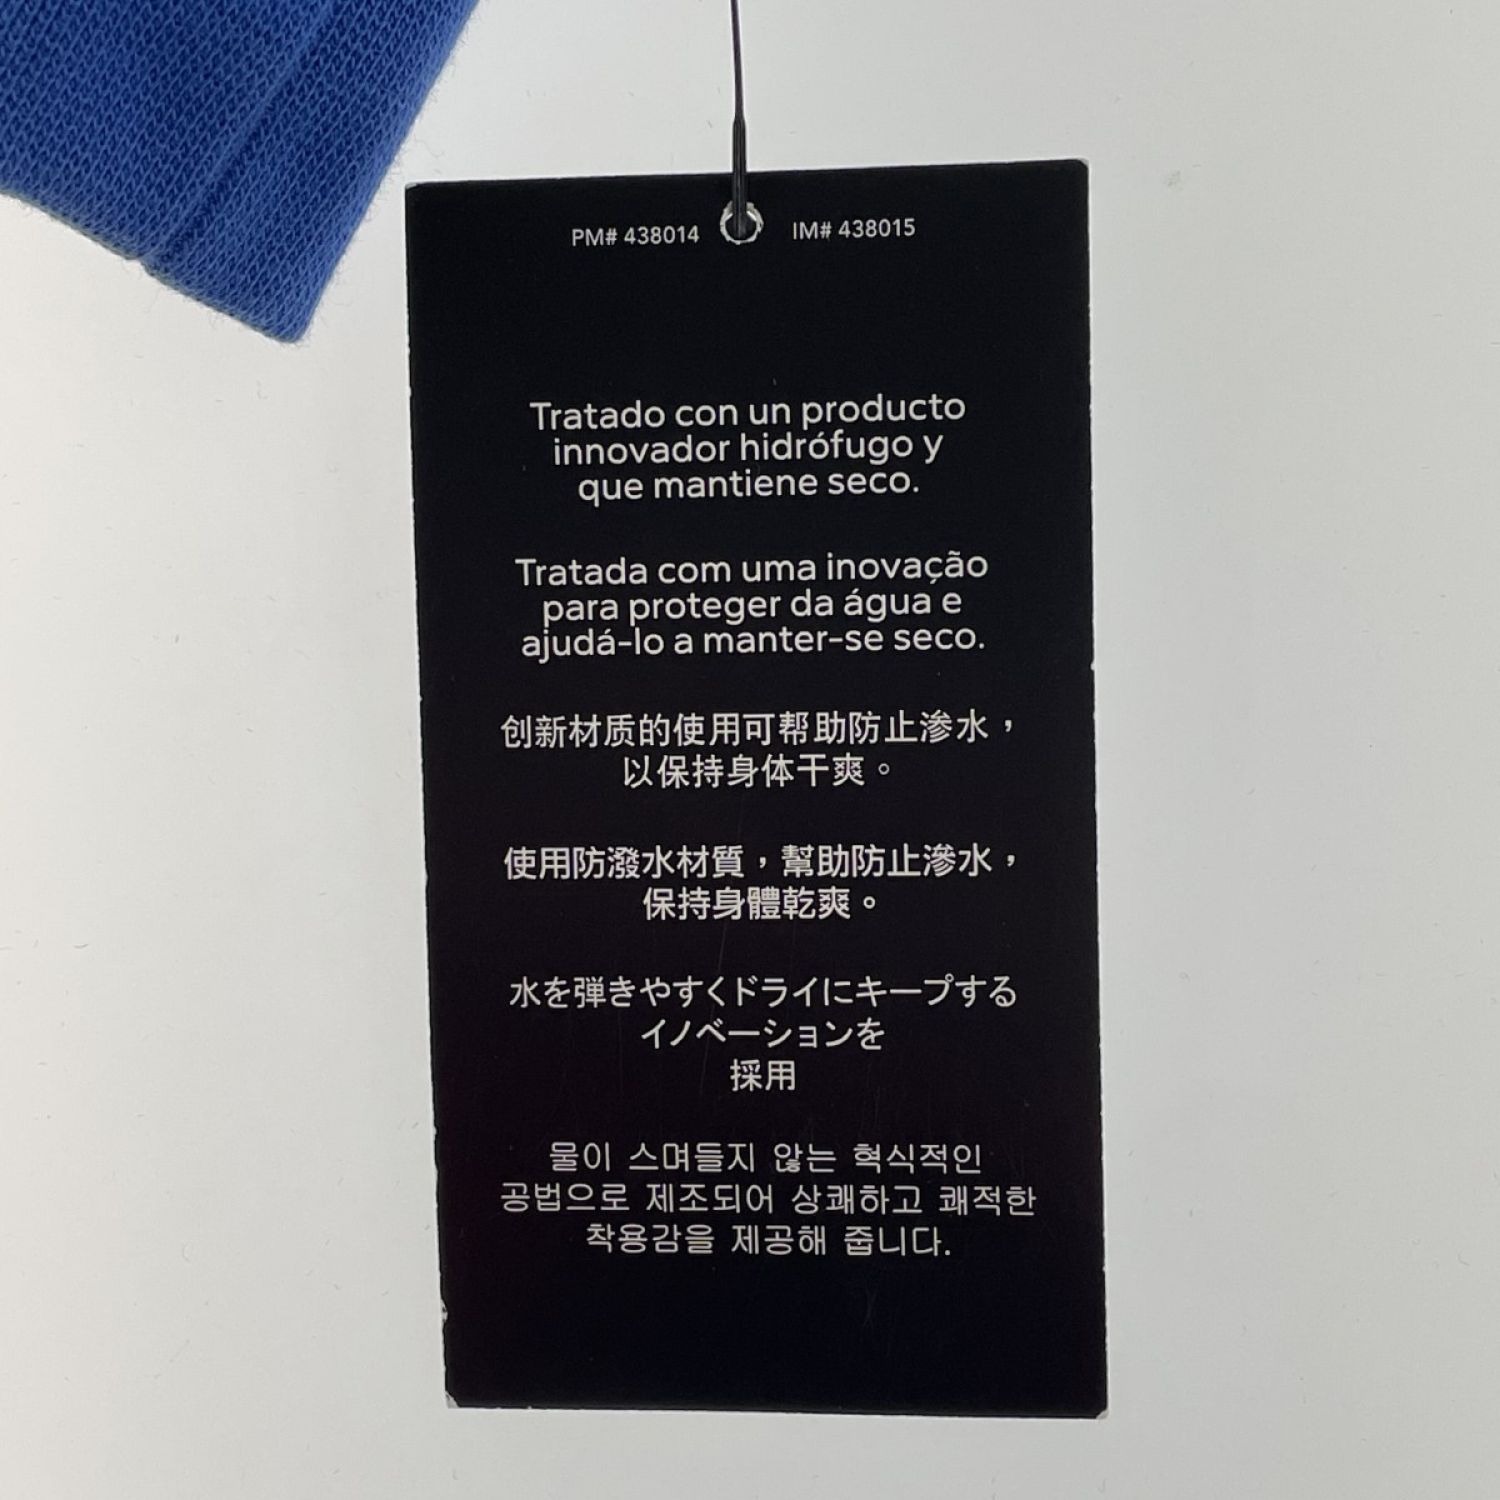 PM# 438014 IM# 438015
Tratado con un producto
innovador hidrófugo y
que mantiene seco.
Tratada com uma inovação
para proteger da água e
ajudá-lo a manter-se seco.
创新材质的使用可帮助防止渗水，
以保持身体干爽。
使用防潑水材質，幫助防止滲水，
保持身體乾爽。
水を弾きやすくドライにキープする
イノベーションを
採用
물이 스며들지 않는 혁식적인
공법으로 제조되어 상쾌하고 쾌적한
착용감을 제공해 줍니다.